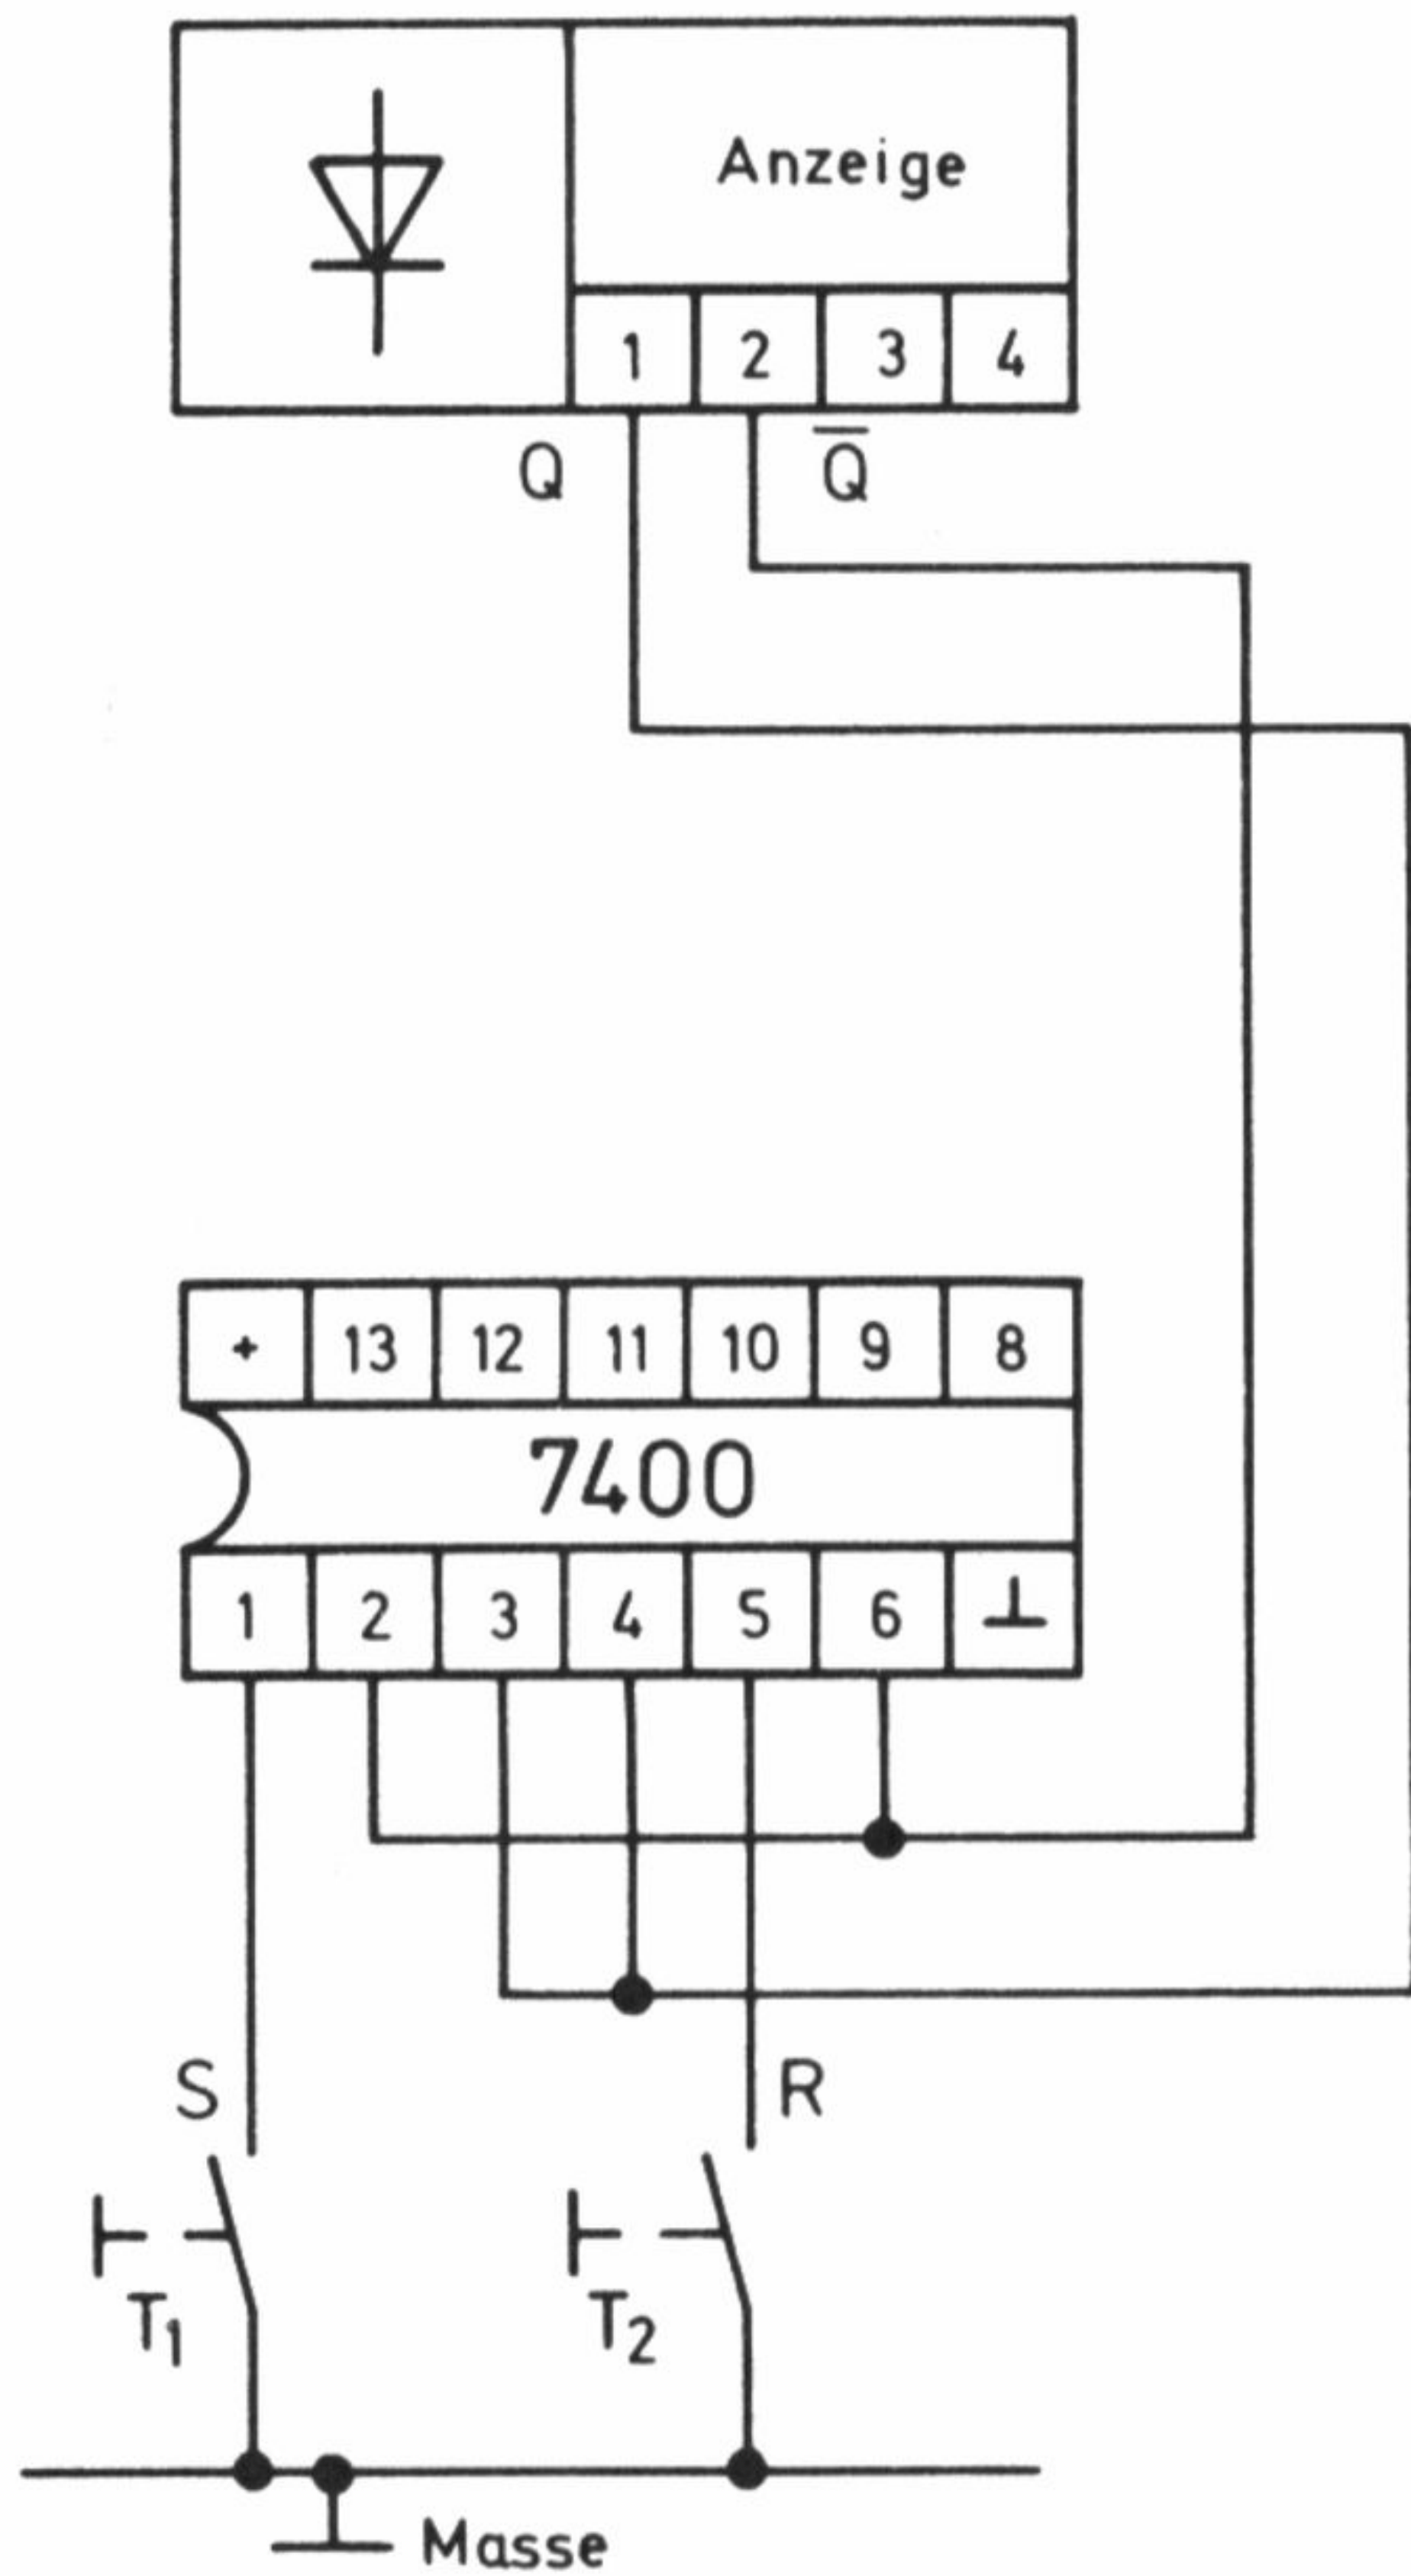 Anzeige
1 2 3 4
Q Q̅
+ 13 12 11 10 9 8
7400
1 2 3 4 5 6 ⊥
S R
T₁ T₂
Masse